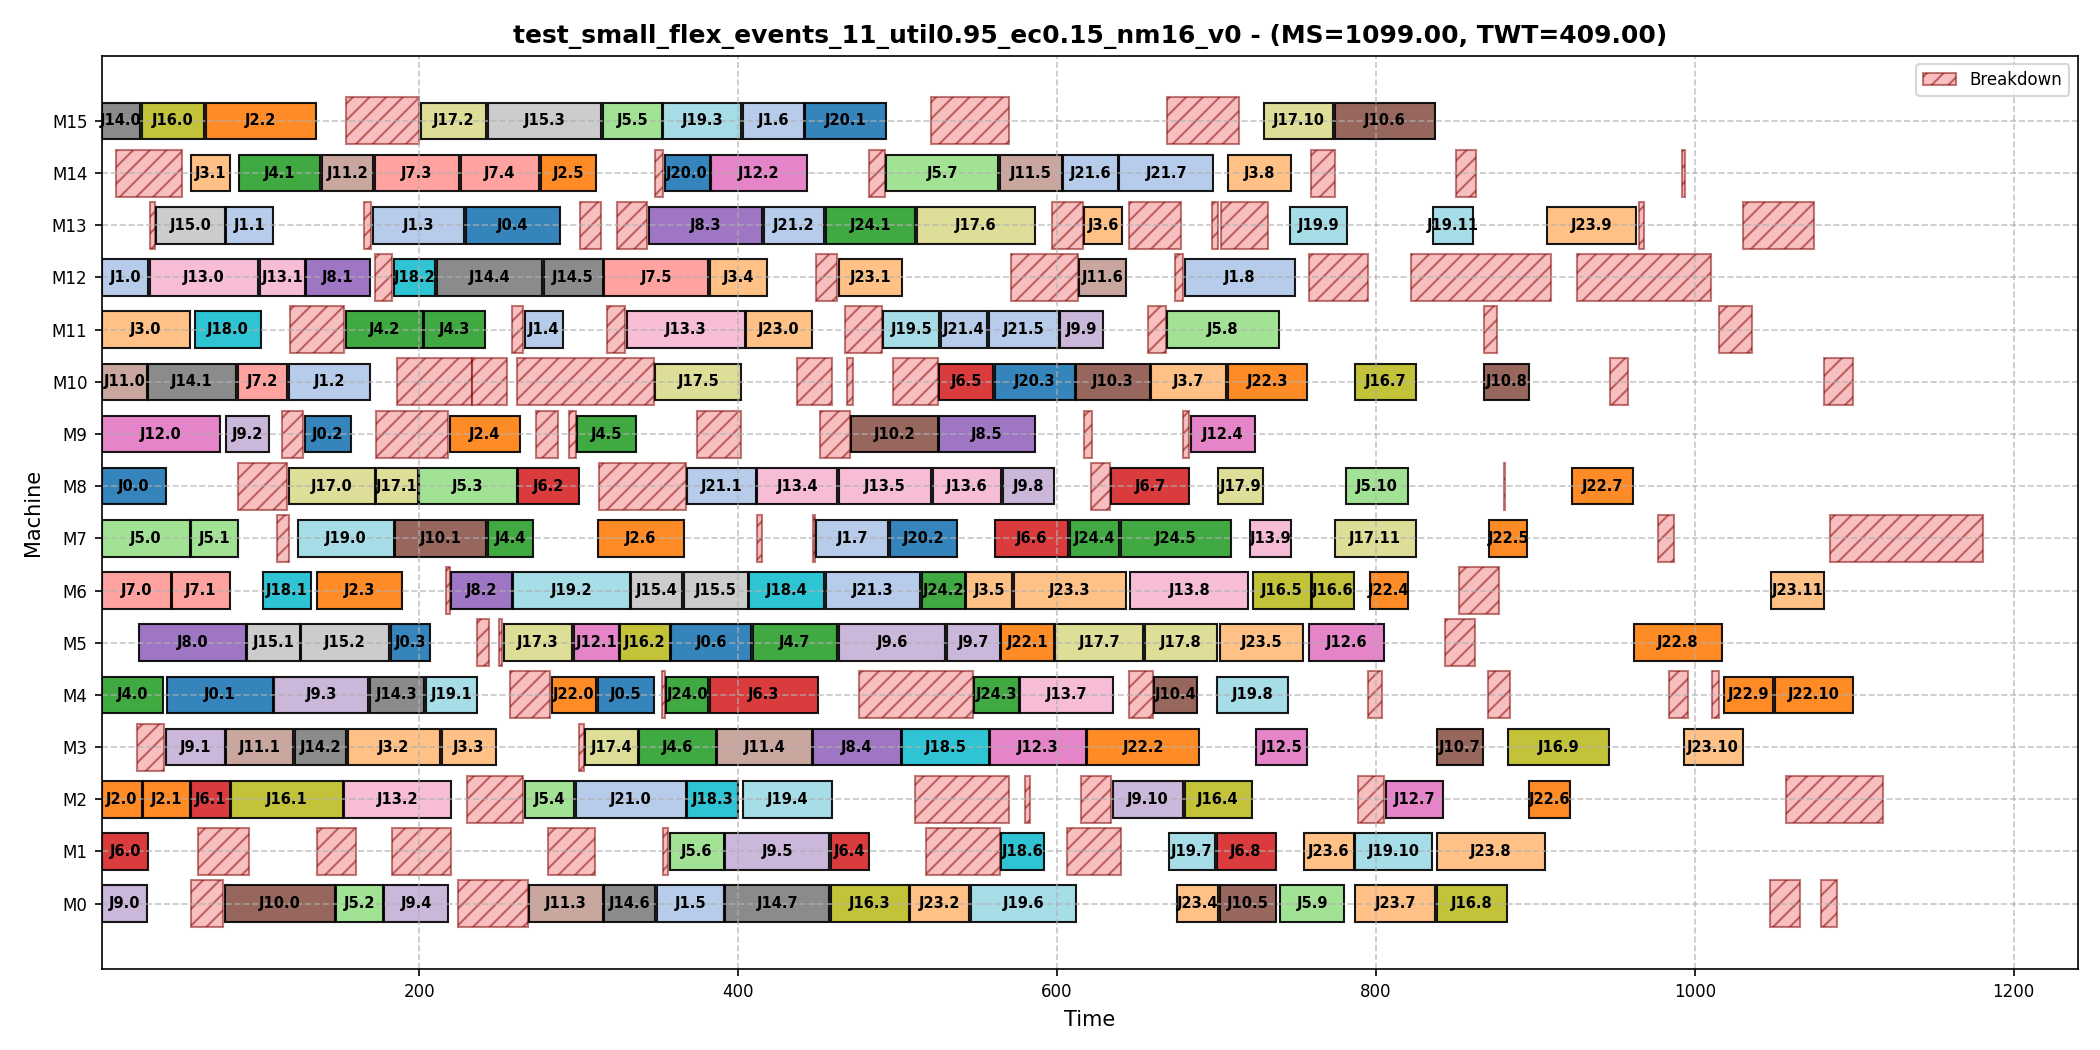 test_small_flex_events_11_util0.95_ec0.15_nm16_v0 - (MS=1099.00, TWT=409.00)
Breakdown
M15 J14.0 J16.0 J2.2 J17.2 J15.3 J5.5 J19.3 J1.6 J20.1 J17.10 J10.6
M14 J3.1 J4.1 J11.2 J7.3 J7.4 J2.5 J20.0 J12.2 J5.7 J11.5 J21.6 J21.7 J3.8
M13 J15.0 J1.1 J1.3 J0.4 J8.3 J21.2 J24.1 J17.6 J3.6 J19.9 J19.11 J23.9
M12 J1.0 J13.0 J13.1 J8.1 J18.2 J14.4 J14.5 J7.5 J3.4 J23.1 J11.6 J1.8
M11 J3.0 J18.0 J4.2 J4.3 J1.4 J13.3 J23.0 J19.5 J21.4 J21.5 J9.9 J5.8
M10 J11.0 J14.1 J7.2 J1.2 J17.5 J6.5 J20.3 J10.3 J3.7 J22.3 J16.7 J10.8
M9 J12.0 J9.2 J0.2 J2.4 J4.5 J10.2 J8.5 J12.4
M8 J0.0 J17.0 J17.1 J5.3 J6.2 J21.1 J13.4 J13.5 J13.6 J9.8 J6.7 J17.9 J5.10 J22.7
M7 J5.0 J5.1 J19.0 J10.1 J4.4 J2.6 J1.7 J20.2 J6.6 J24.4 J24.5 J13.9 J17.11 J22.5
M6 J7.0 J7.1 J18.1 J2.3 J8.2 J19.2 J15.4 J15.5 J18.4 J21.3 J24.2 J3.5 J23.3 J13.8 J16.5 J16.6 J22.4 J23.11
M5 J8.0 J15.1 J15.2 J0.3 J17.3 J12.1 J16.2 J0.6 J4.7 J9.6 J9.7 J22.1 J17.7 J17.8 J23.5 J12.6 J22.8
M4 J4.0 J0.1 J9.3 J14.3 J19.1 J22.0 J0.5 J24.0 J6.3 J24.3 J13.7 J10.4 J19.8 J22.9 J22.10
M3 J9.1 J11.1 J14.2 J3.2 J3.3 J17.4 J4.6 J11.4 J8.4 J18.5 J12.3 J22.2 J12.5 J10.7 J16.9 J23.10
M2 J2.0 J2.1 J6.1 J16.1 J13.2 J5.4 J21.0 J18.3 J19.4 J9.10 J16.4 J12.7 J22.6
M1 J6.0 J5.6 J9.5 J6.4 J18.6 J19.7 J6.8 J23.6 J19.10 J23.8
M0 J9.0 J10.0 J5.2 J9.4 J11.3 J14.6 J1.5 J14.7 J16.3 J23.2 J19.6 J23.4 J10.5 J5.9 J23.7 J16.8
Machine
200 400 600 800 1000 1200
Time